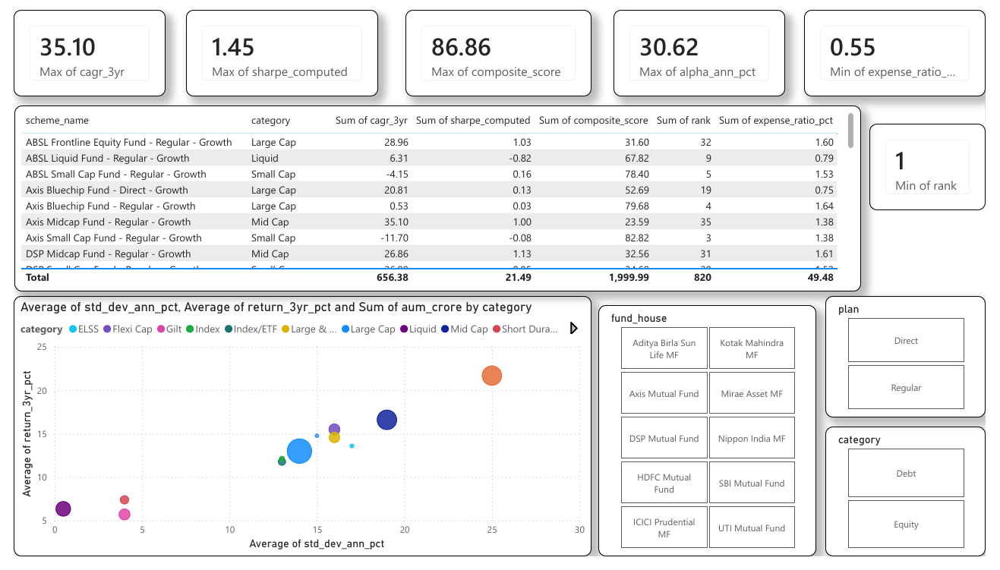 35.10
Max of cagr_3yr
1.45
Max of sharpe_computed
86.86
Max of composite_score
30.62
Max of alpha_ann_pct
0.55
Min of expense_ratio_...
scheme_name category Sum of cagr_3yr Sum of sharpe_computed Sum of composite_score Sum of rank Sum of expense_ratio_pct
ABSL Frontline Equity Fund - Regular - Growth Large Cap 28.96 1.03 31.60 32 1.60
ABSL Liquid Fund - Regular - Growth Liquid 6.31 -0.82 67.82 9 0.79
ABSL Small Cap Fund - Regular - Growth Small Cap -4.15 0.16 78.40 5 1.53
Axis Bluechip Fund - Direct - Growth Large Cap 20.81 0.13 52.69 19 0.75
Axis Bluechip Fund - Regular - Growth Large Cap 0.53 0.03 79.68 4 1.64
Axis Midcap Fund - Regular - Growth Mid Cap 35.10 1.00 23.59 35 1.38
Axis Small Cap Fund - Regular - Growth Small Cap -11.70 -0.08 82.82 3 1.38
DSP Midcap Fund - Regular - Growth Mid Cap 26.86 1.13 32.56 31 1.61
Total 656.38 21.49 1,999.99 820 49.48
1
Min of rank
Average of std_dev_ann_pct, Average of return_3yr_pct and Sum of aum_crore by category
category ELSS Flexi Cap Gilt Index Index/ETF Large & ... Large Cap Liquid Mid Cap Short Dura...
25
20
15
10
5
Average of return_3yr_pct
0 5 10 15 20 25 30
Average of std_dev_ann_pct
fund_house
Aditya Birla Sun
Life MF
Kotak Mahindra
MF
Axis Mutual Fund
Mirae Asset MF
DSP Mutual Fund
Nippon India MF
HDFC Mutual
Fund
SBI Mutual Fund
ICICI Prudential
MF
UTI Mutual Fund
plan
Direct
Regular
category
Debt
Equity